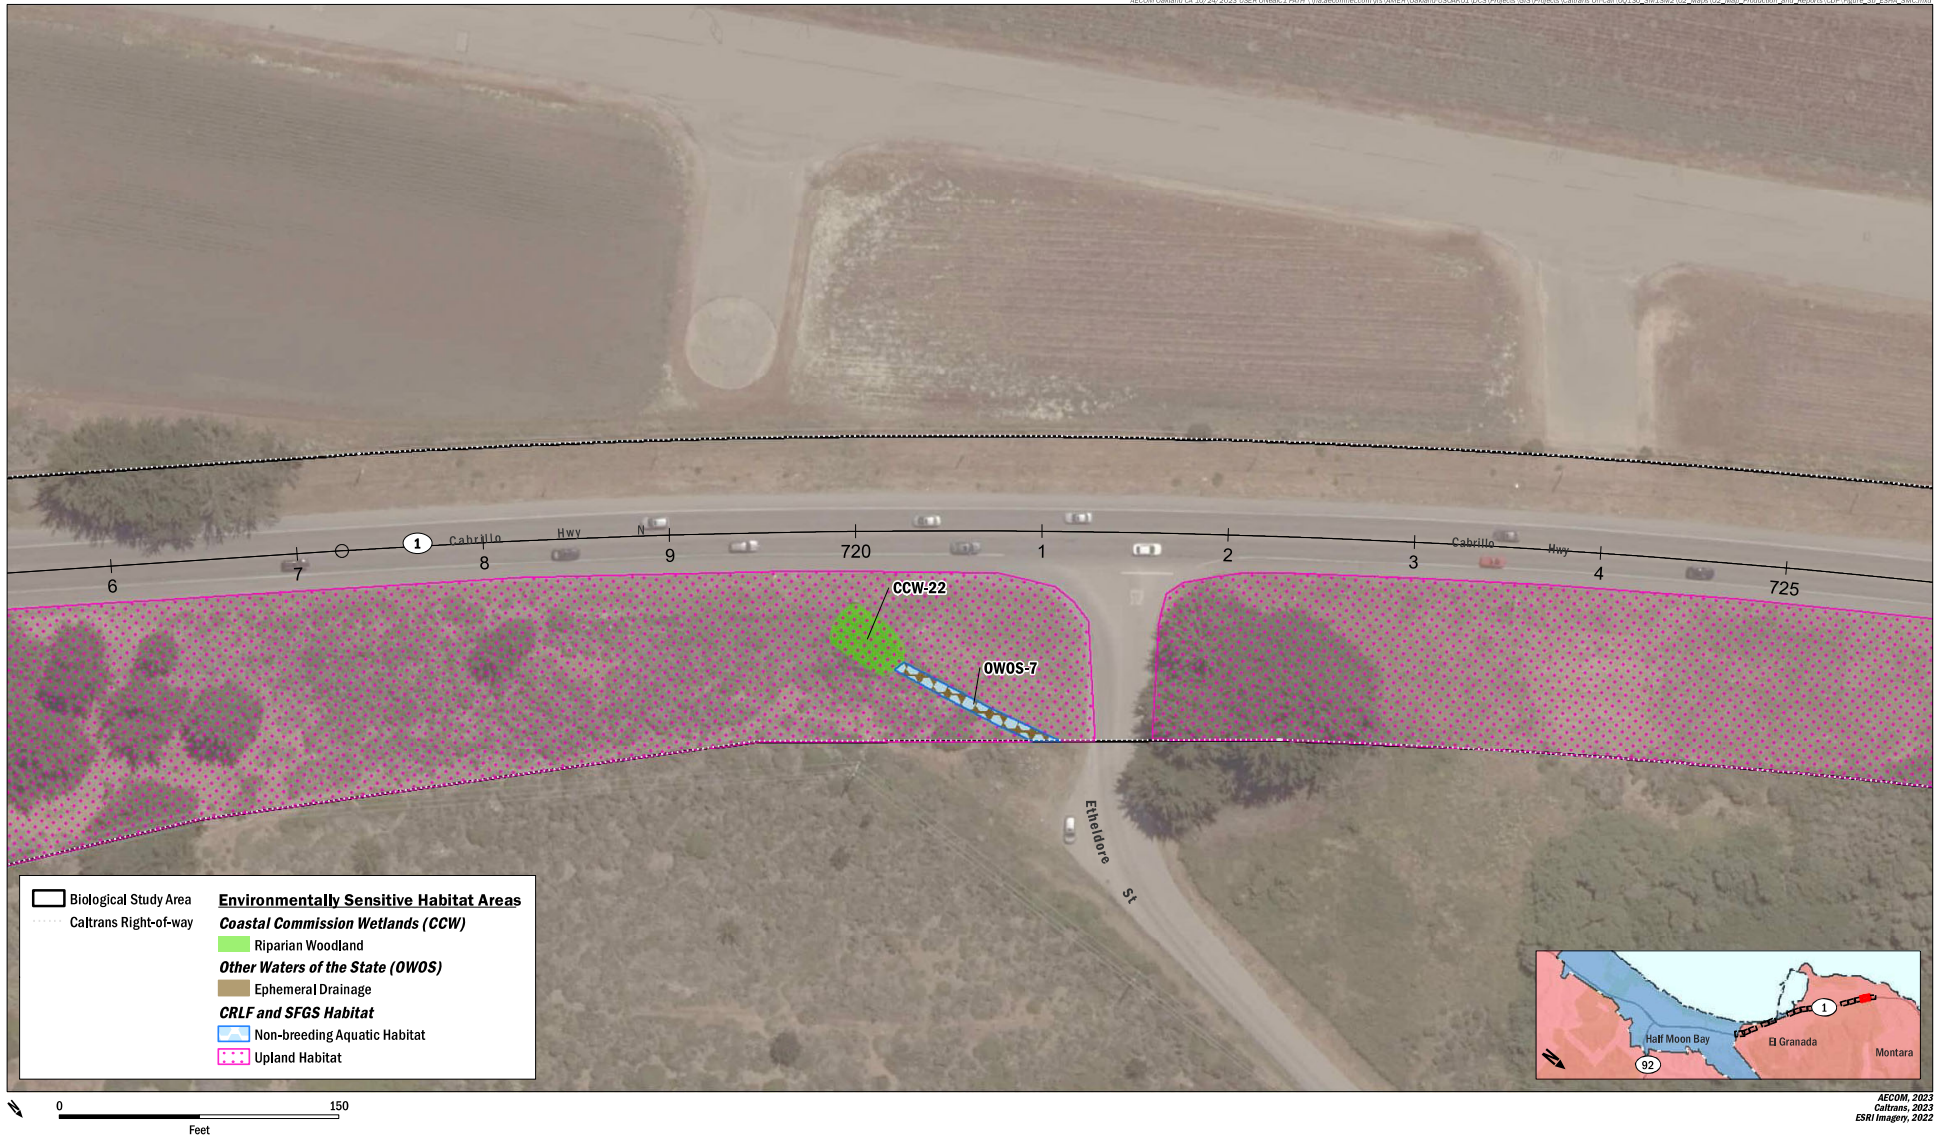 1
Cabrillo
Hwy
N
Cabrillo
Hwy
6
7
8
9
720
1
2
3
4
725
CCW-22
OWOS-7
Etheldore
St
Biological Study Area
Caltrans Right-of-way
Environmentally Sensitive Habitat Areas
Coastal Commission Wetlands (CCW)
Riparian Woodland
Other Waters of the State (OWOS)
Ephemeral Drainage
CRLF and SFGS Habitat
Non-breeding Aquatic Habitat
Upland Habitat
1
Half Moon Bay
El Granada
Montara
92
N
N
0
150
Feet
AECOM, 2023
Caltrans, 2023
ESRI Imagery, 2022